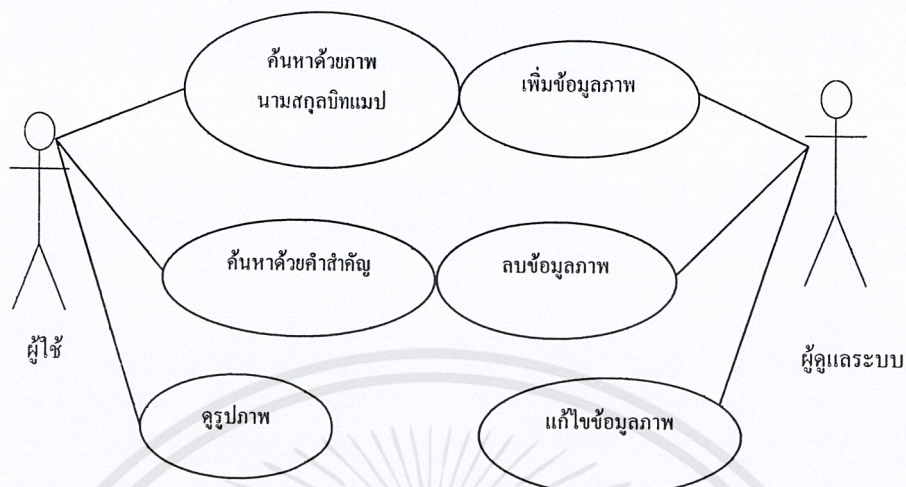 ค้นหาด้วยภาพ
นามสกุลบิทแมป
เพิ่มข้อมูลภาพ
ค้นหาด้วยคำสำคัญ
ลบข้อมูลภาพ
ผู้ใช้
ผู้ดูแลระบบ
ดูรูปภาพ
แก้ไขข้อมูลภาพ